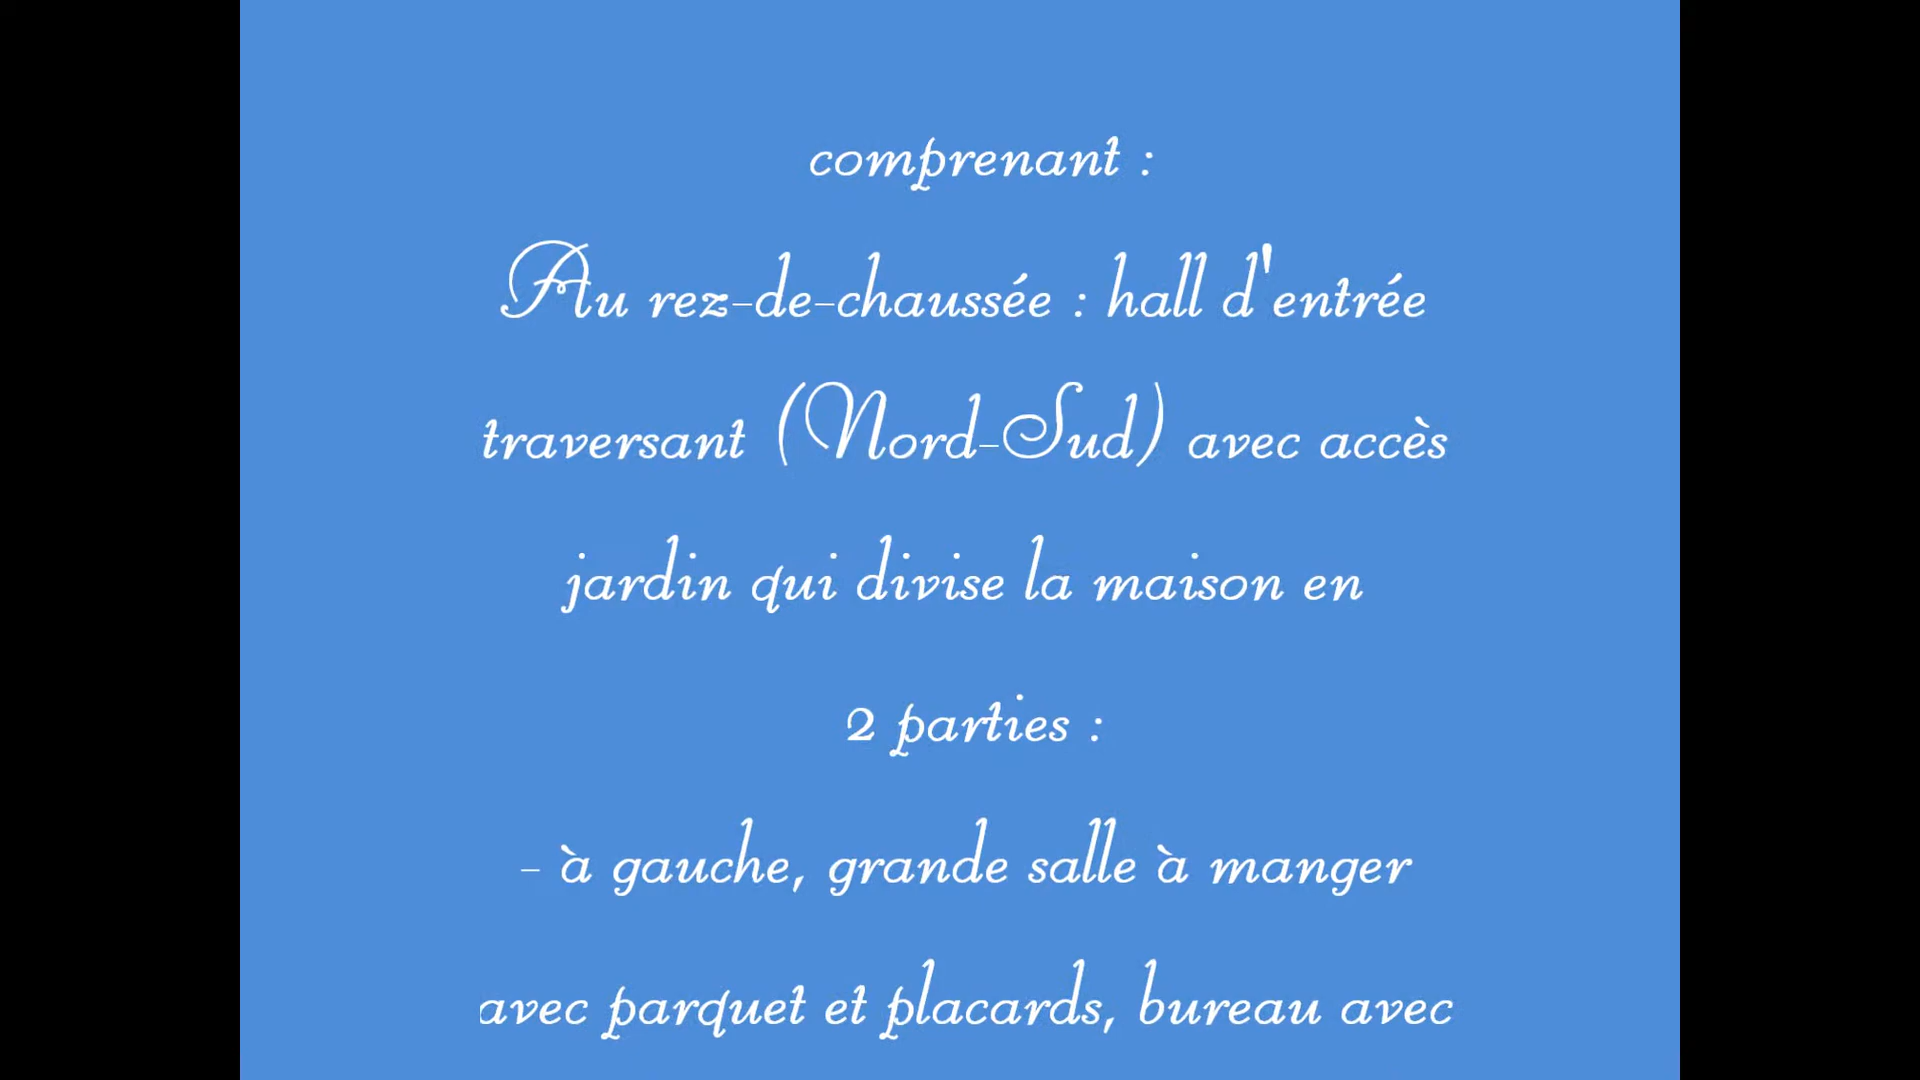 comprenant :
Au rez-de-chaussée : hall d'entrée
traversant (Nord-Sud) avec accès
jardin qui divise la maison en
2 parties :
- à gauche, grande salle à manger
avec parquet et placards, bureau avec